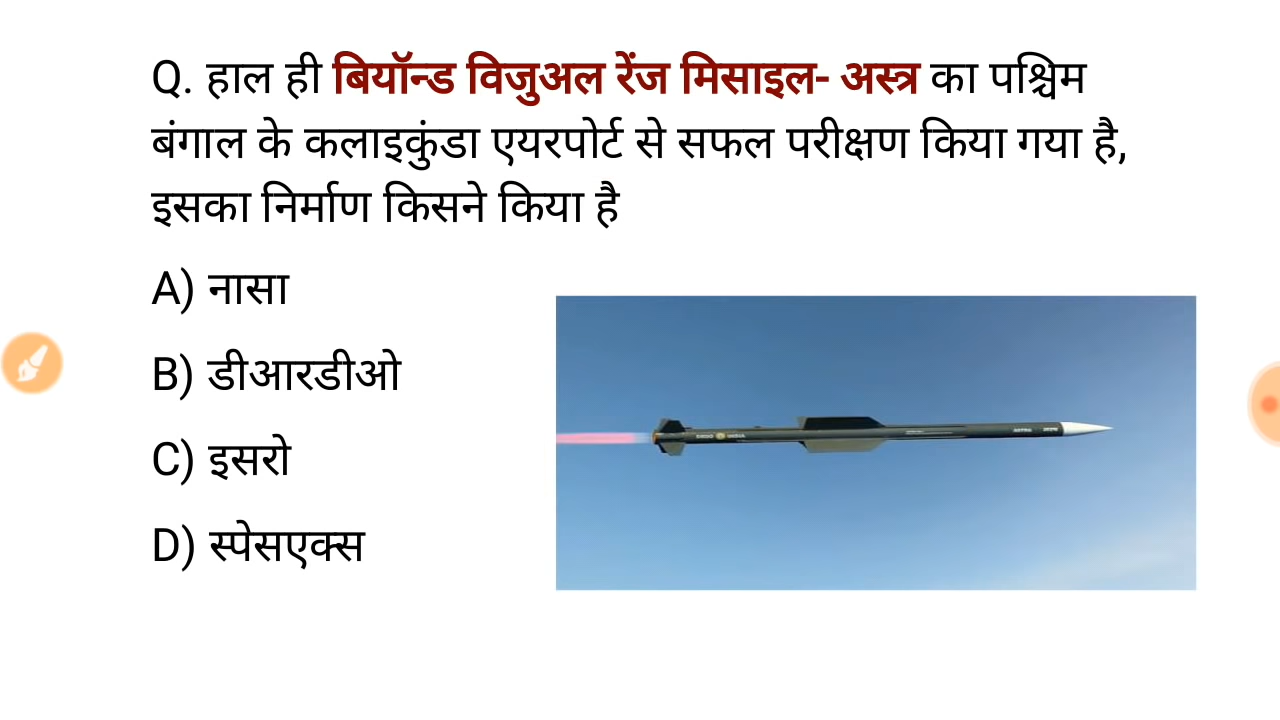 Q. हाल ही बियॉन्ड विजुअल रेंज मिसाइल- अस्त्र का पश्चिम
बंगाल के कलाइकुंडा एयरपोर्ट से सफल परीक्षण किया गया है,
इसका निर्माण किसने किया है
A) नासा
B) डीआरडीओ
C) इसरो
D) स्पेसएक्स